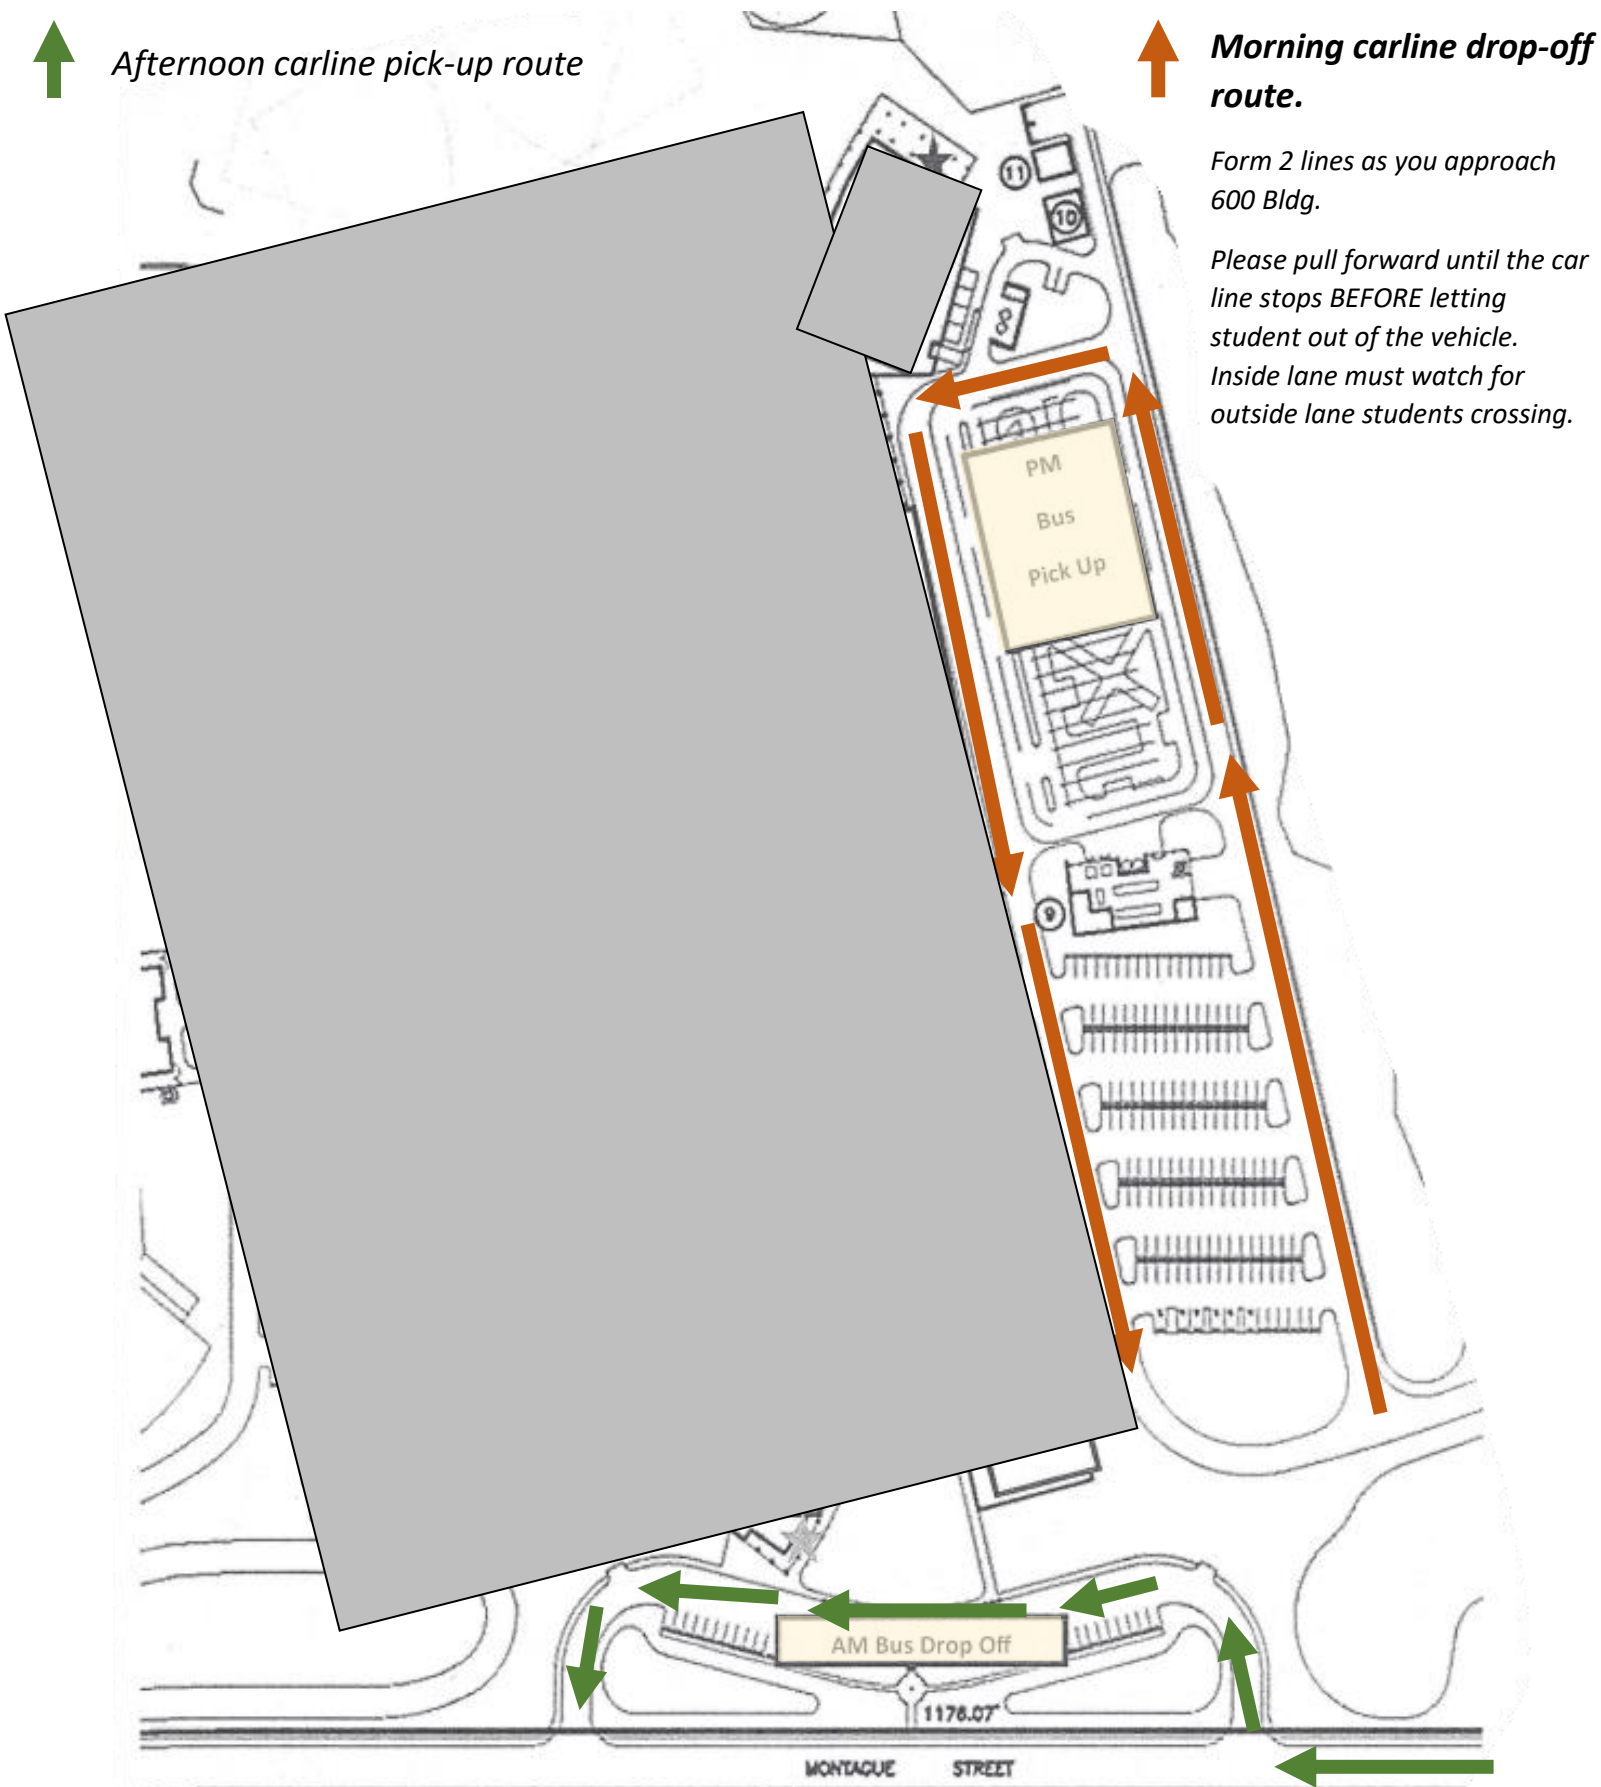 Afternoon carline pick-up route
Morning carline drop-off
route.
Form 2 lines as you approach
600 Bldg.
Please pull forward until the car
line stops BEFORE letting
student out of the vehicle.
Inside lane must watch for
outside lane students crossing.
11
10
8
PM
Bus
Pick Up
9
AM Bus Drop Off
1176.07'
MONTAGUE STREET